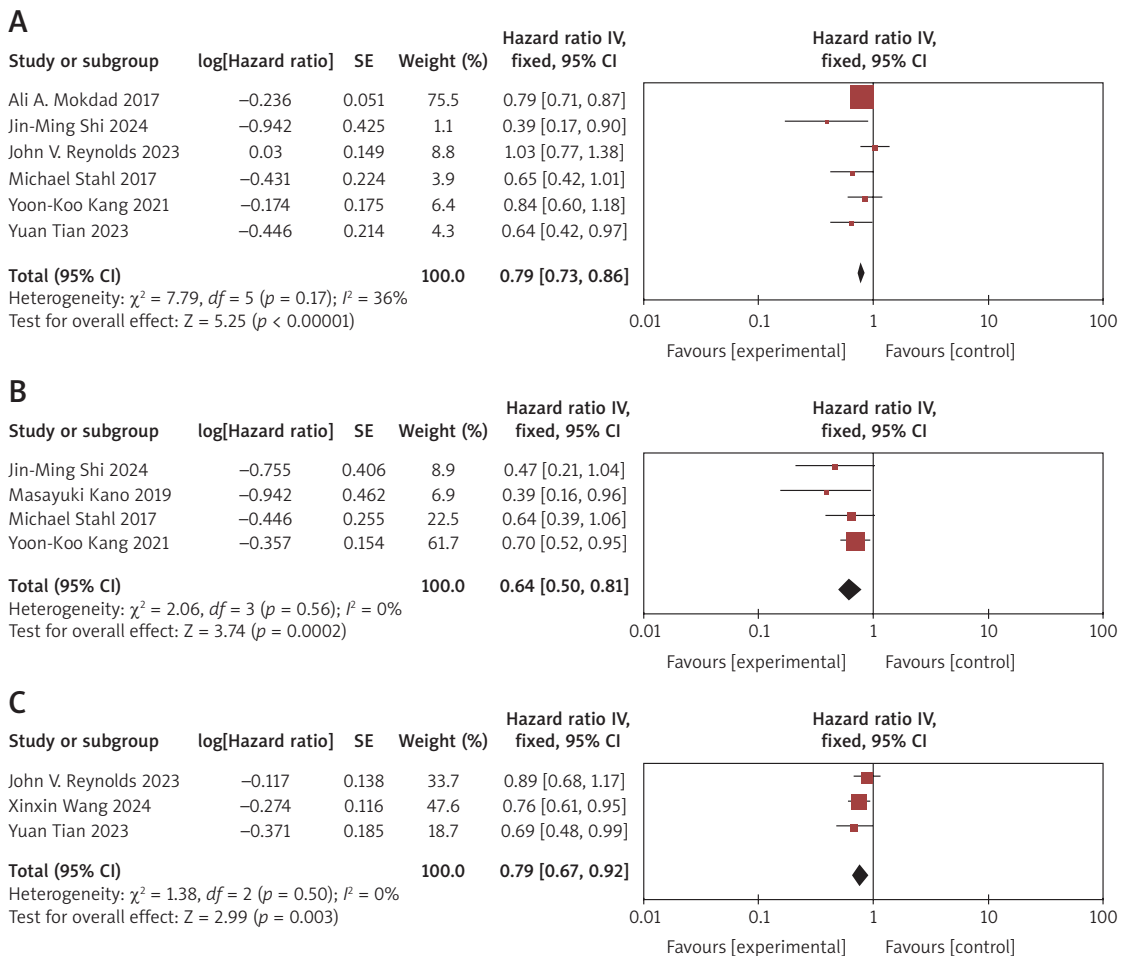 A
Hazard ratio IV, Hazard ratio IV,
Study or subgroup log[Hazard ratio] SE Weight (%) fixed, 95% CI fixed, 95% CI
Ali A. Mokdad 2017 –0.236 0.051 75.5 0.79 [0.71, 0.87]
Jin-Ming Shi 2024 –0.942 0.425 1.1 0.39 [0.17, 0.90]
John V. Reynolds 2023 0.03 0.149 8.8 1.03 [0.77, 1.38]
Michael Stahl 2017 –0.431 0.224 3.9 0.65 [0.42, 1.01]
Yoon-Koo Kang 2021 –0.174 0.175 6.4 0.84 [0.60, 1.18]
Yuan Tian 2023 –0.446 0.214 4.3 0.64 [0.42, 0.97]
Total (95% CI) 100.0 0.79 [0.73, 0.86]
Heterogeneity: χ² = 7.79, df = 5 (p = 0.17); I² = 36%
Test for overall effect: Z = 5.25 (p < 0.00001)
0.01 0.1 1 10 100
Favours [experimental] Favours [control]
B
Hazard ratio IV, Hazard ratio IV,
Study or subgroup log[Hazard ratio] SE Weight (%) fixed, 95% CI fixed, 95% CI
Jin-Ming Shi 2024 –0.755 0.406 8.9 0.47 [0.21, 1.04]
Masayuki Kano 2019 –0.942 0.462 6.9 0.39 [0.16, 0.96]
Michael Stahl 2017 –0.446 0.255 22.5 0.64 [0.39, 1.06]
Yoon-Koo Kang 2021 –0.357 0.154 61.7 0.70 [0.52, 0.95]
Total (95% CI) 100.0 0.64 [0.50, 0.81]
Heterogeneity: χ² = 2.06, df = 3 (p = 0.56); I² = 0%
Test for overall effect: Z = 3.74 (p = 0.0002)
0.01 0.1 1 10 100
Favours [experimental] Favours [control]
C
Hazard ratio IV, Hazard ratio IV,
Study or subgroup log[Hazard ratio] SE Weight (%) fixed, 95% CI fixed, 95% CI
John V. Reynolds 2023 –0.117 0.138 33.7 0.89 [0.68, 1.17]
Xinxin Wang 2024 –0.274 0.116 47.6 0.76 [0.61, 0.95]
Yuan Tian 2023 –0.371 0.185 18.7 0.69 [0.48, 0.99]
Total (95% CI) 100.0 0.79 [0.67, 0.92]
Heterogeneity: χ² = 1.38, df = 2 (p = 0.50); I² = 0%
Test for overall effect: Z = 2.99 (p = 0.003)
0.01 0.1 1 10 100
Favours [experimental] Favours [control]